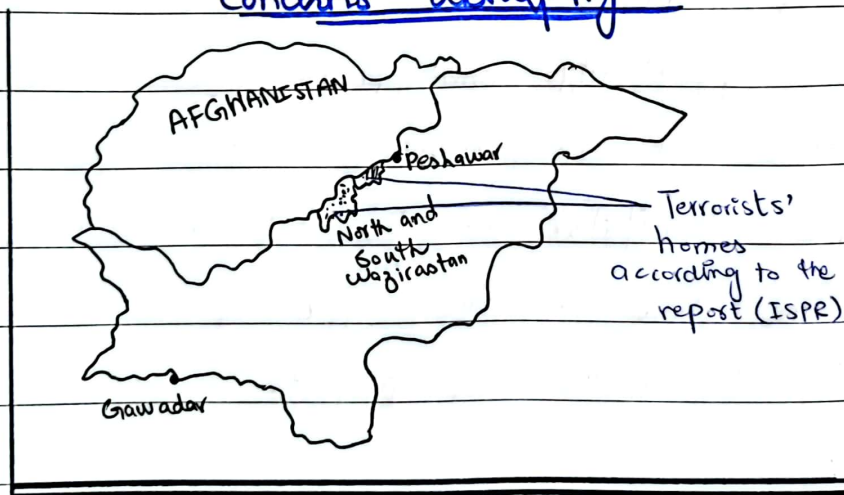 AFGHANISTAN
Peshawar
North and
South
Wazirastan
Terrorists'
homes
according to the
report (ISPR)
Gawadar